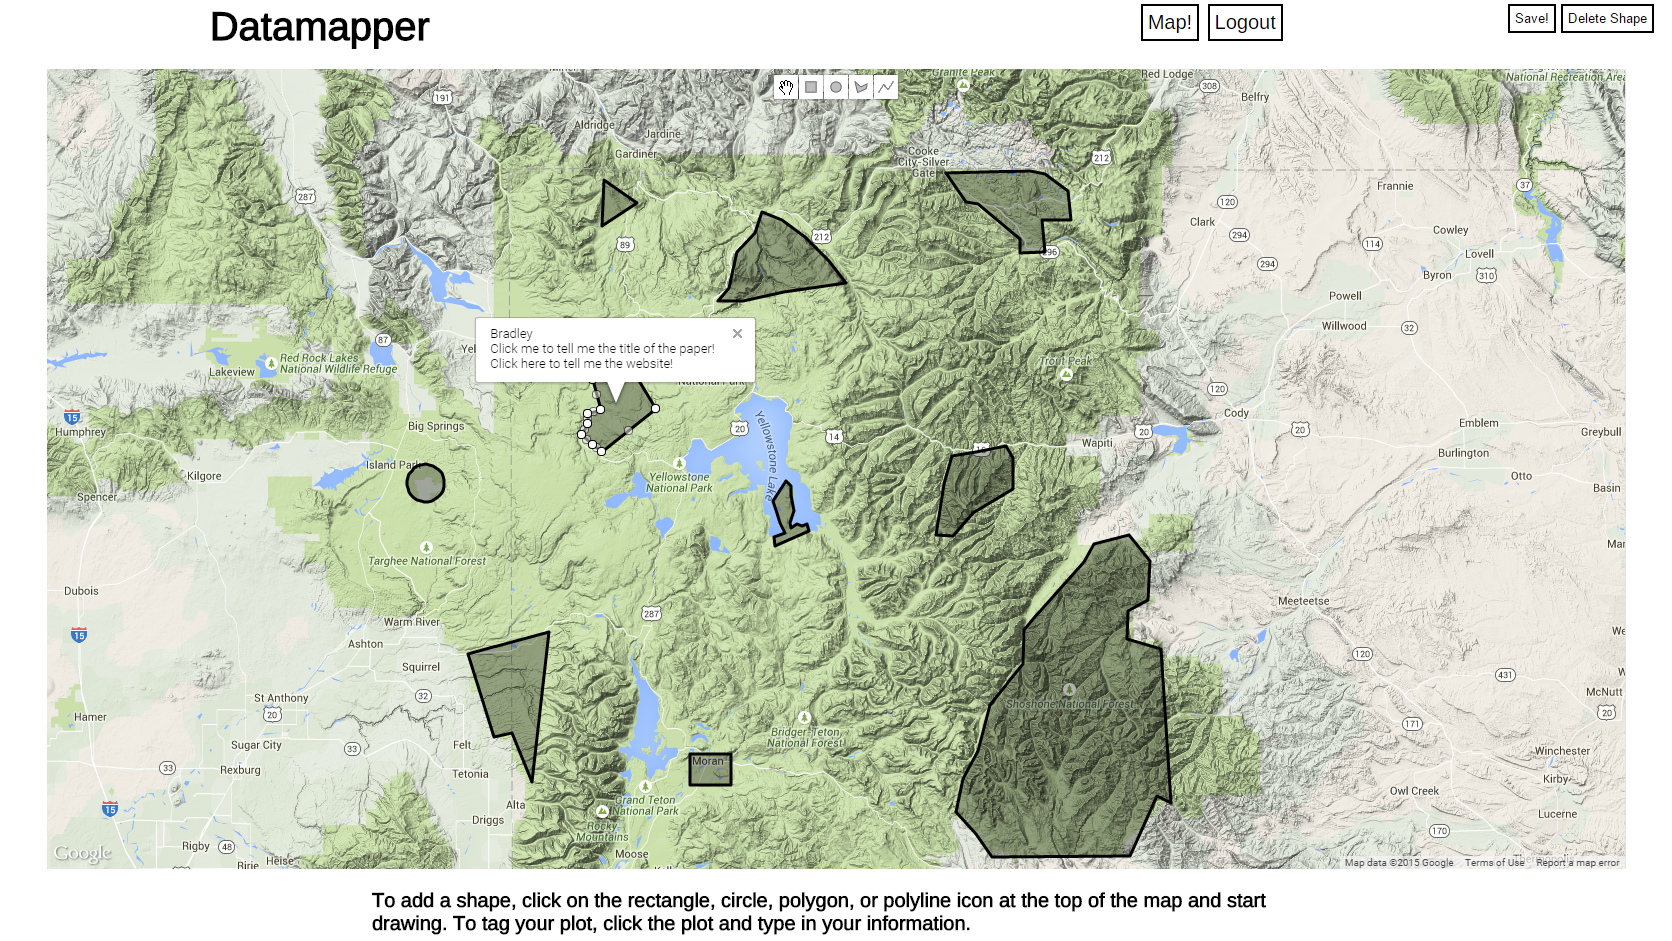 Datamapper
Map!
Logout
Save!
Delete Shape
Granite Peak
Red Lodge
National Recreation Area
308
Belfry
191
Aldridge
Jardine
Gardiner
Cooke
City-Silver
Gate
212
287
Frannie
37
120
Clark
294
Cowley
114
Lovell
89
212
296
294
Byron
310
Powell
Willwood
32
87
Bradley
Click me to tell me the title of the paper!
Click here to tell me the website!
Red Rock Lakes
National Wildlife Refuge
Lakeview
Trout Peak
National Park
120
15
Humphrey
Big Springs
20
Yellowstone Lake
14
Cody
Wapiti
20
20
Emblem
Greybull
Burlington
Island Park
Kilgore
Spencer
Yellowstone
National Park
Otto
Basin
Targhee National Forest
Dubois
15
Warm River
287
Meeteetse
Ashton
Squirrel
120
431
St Anthony
32
20
Hamer
Shoshone National Forest
McNutt
20
171
Sugar City
33
Felt
Bridger-Teton
National Forest
Winchester
Kirby
33
Rexburg
Tetonia
Moran
Owl Creek
Lucerne
15
Alta
Driggs
Grand Teton
National Park
Rocky
Mountains
170
Rigby
48
Ririe
Heise
Moose
Google
Map data ©2015 Google
Terms of Use
Report a map error
To add a shape, click on the rectangle, circle, polygon, or polyline icon at the top of the map and start
drawing. To tag your plot, click the plot and type in your information.